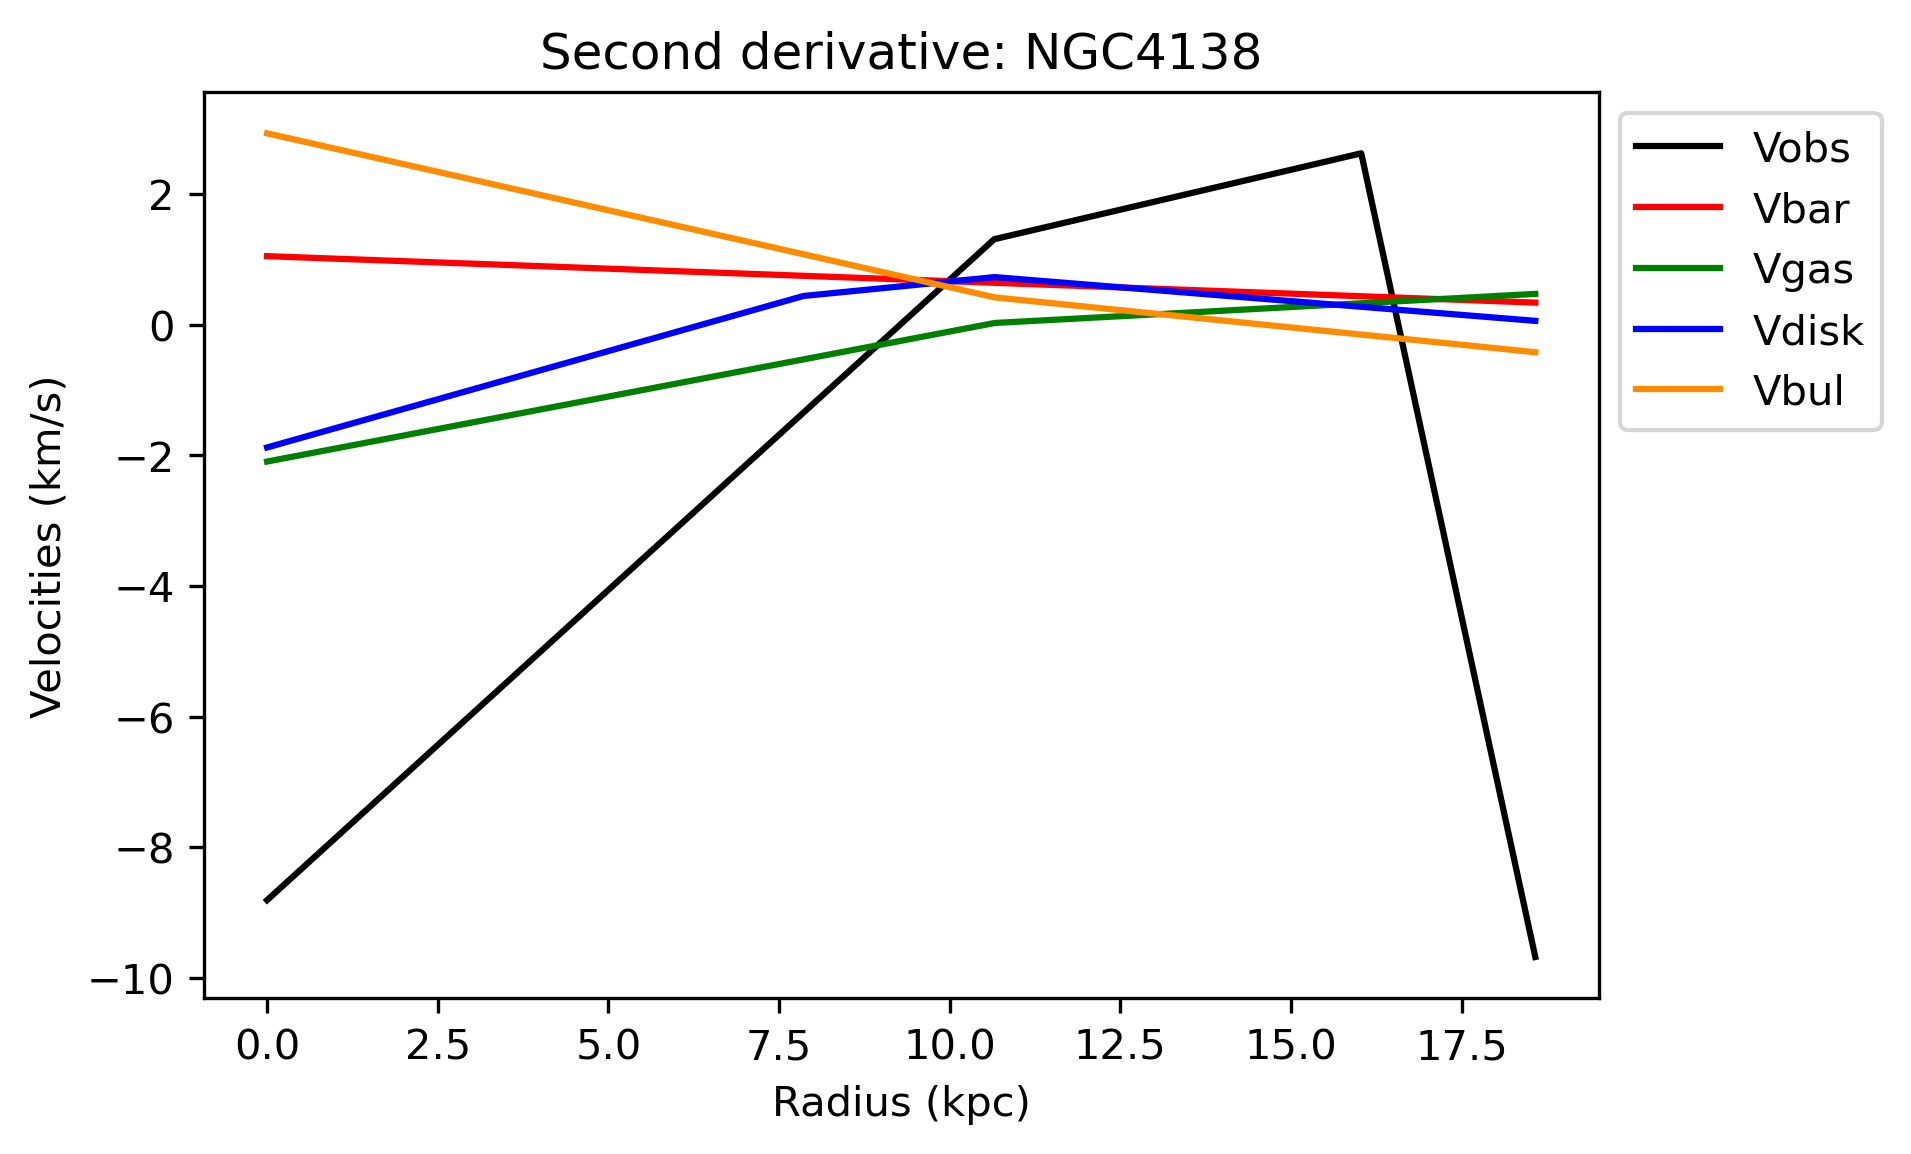 Second derivative: NGC4138
Vobs
Vbar
Vgas
Vdisk
Vbul
Velocities (km/s)
2
0
−2
−4
−6
−8
−10
0.0 2.5 5.0 7.5 10.0 12.5 15.0 17.5
Radius (kpc)